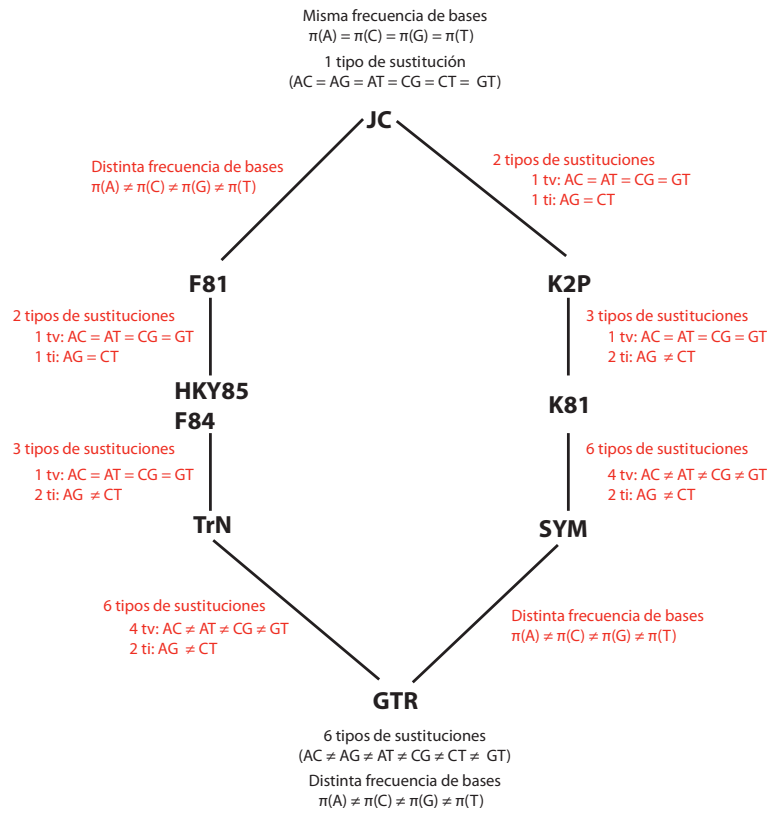 Misma frecuencia de bases
π(A) = π(C) = π(G) = π(T)
1 tipo de sustitución
(AC = AG = AT = CG = CT = GT)
JC
Distinta frecuencia de bases
π(A) ≠ π(C) ≠ π(G) ≠ π(T)
2 tipos de sustituciones
1 tv: AC = AT = CG = GT
1 ti: AG = CT
F81
K2P
2 tipos de sustituciones
1 tv: AC = AT = CG = GT
1 ti: AG = CT
3 tipos de sustituciones
1 tv: AC = AT = CG = GT
2 ti: AG ≠ CT
HKY85
F84
K81
3 tipos de sustituciones
1 tv: AC = AT = CG = GT
2 ti: AG ≠ CT
6 tipos de sustituciones
4 tv: AC ≠ AT ≠ CG ≠ GT
2 ti: AG ≠ CT
TrN
SYM
6 tipos de sustituciones
4 tv: AC ≠ AT ≠ CG ≠ GT
2 ti: AG ≠ CT
Distinta frecuencia de bases
π(A) ≠ π(C) ≠ π(G) ≠ π(T)
GTR
6 tipos de sustituciones
(AC ≠ AG ≠ AT ≠ CG ≠ CT ≠ GT)
Distinta frecuencia de bases
π(A) ≠ π(C) ≠ π(G) ≠ π(T)